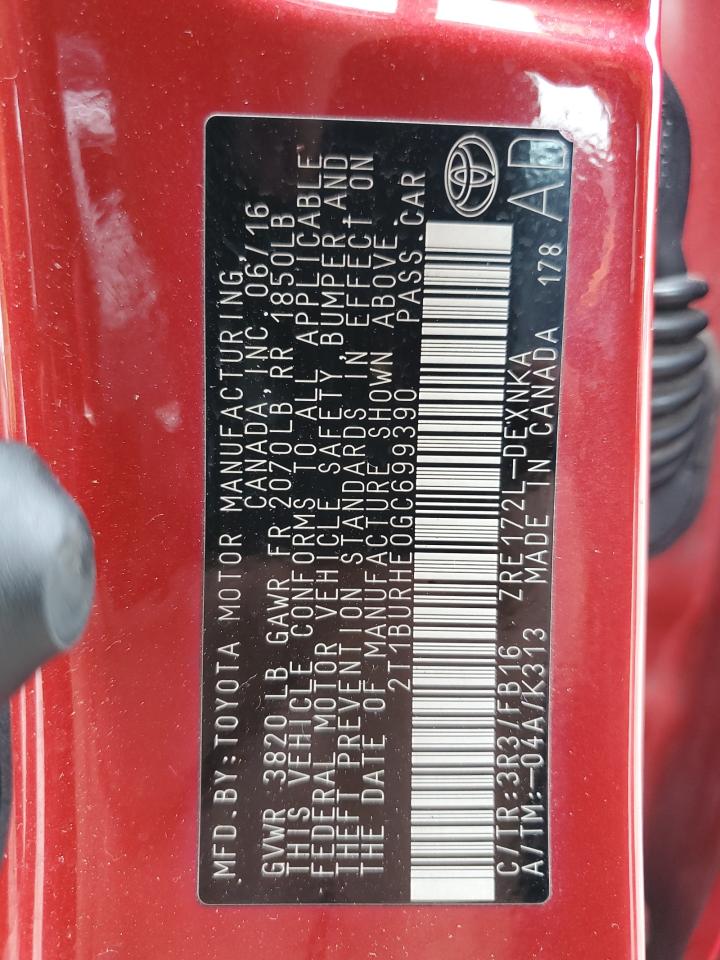 MFD.BY:TOYOTA MOTOR MANUFACTURING,
CANADA, INC. 06/16
GVWR 3820 LB GAWR FR 2070LB, RR 1850LB
THIS VEHICLE CONFORMS TO ALL APPLICABLE
FEDERAL MOTOR VEHICLE SAFETY, BUMPER AND
THEFT PREVENTION STANDARDS IN EFFECT ON
THE DATE OF MANUFACTURE SHOWN ABOVE.
2T1BURHE0GC699390 PASS.CAR
C/TR:3R3/FB16 ZRE172L-DEXNKA
A/TM:-04A/K313 MADE IN CANADA 178
AD